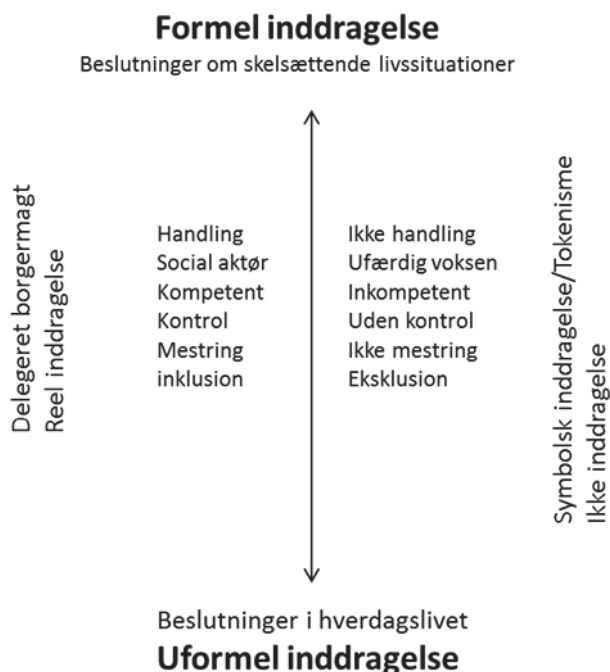 Formel inddragelse
Beslutninger om skelsættende livssituationer
Delegeret borgermagt
Reel inddragelse
Handling
Social aktør
Kompetent
Kontrol
Mestring
inklusion
Ikke handling
Ufærdig voksen
Inkompetent
Uden kontrol
Ikke mestring
Eksklusion
Symbolsk inddragelse/Tokenisme
Ikke inddragelse
Beslutninger i hverdagslivet
Uformel inddragelse